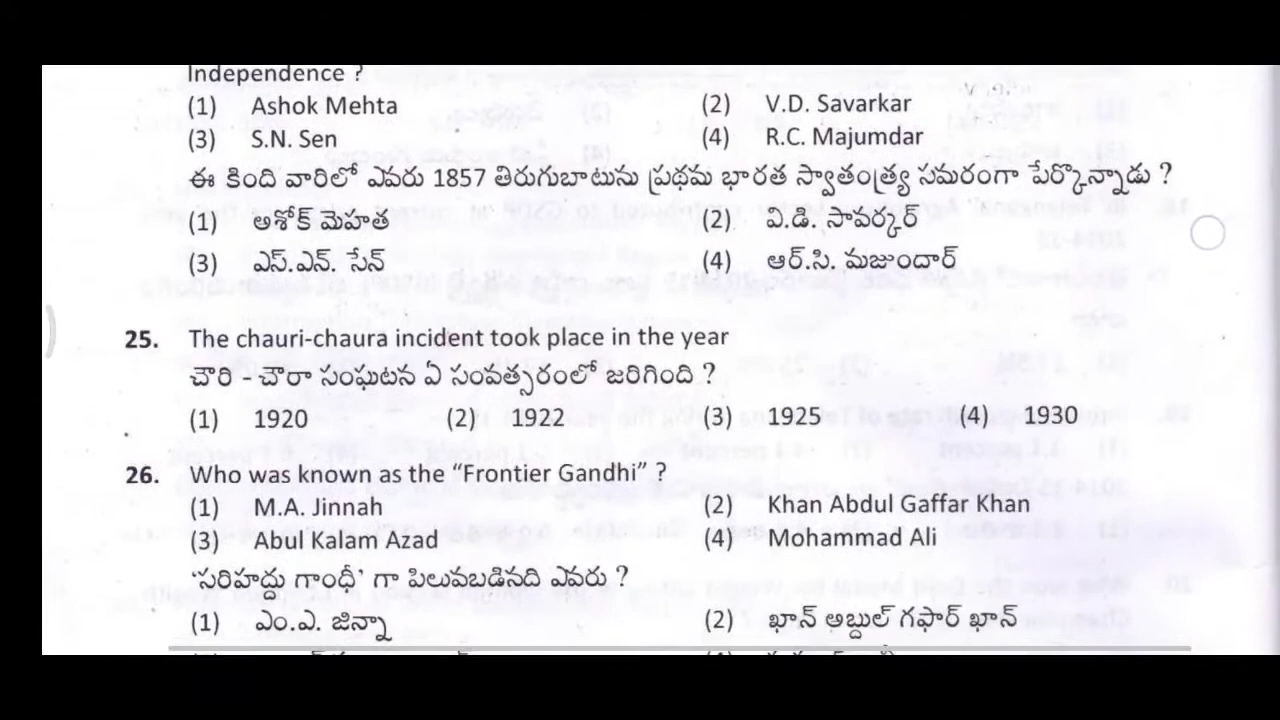 Independence ?
(1) Ashok Mehta (2) V.D. Savarkar
(3) S.N. Sen (4) R.C. Majumdar
ఈ కింది వారిలో ఎవరు 1857 తిరుగుబాటును ప్రథమ భారత స్వాతంత్ర్య సమరంగా పేర్కొన్నాడు ?
(1) ఆశోక్ మెహత (2) వి.డి. సావర్కర్
(3) ఎస్.ఎన్. సేన్ (4) ఆర్.సి. మజుందార్
25. The chauri-chaura incident took place in the year
చౌరి - చౌరా సంఘటన ఏ సంవత్సరంలో జరిగింది ?
(1) 1920 (2) 1922 (3) 1925 (4) 1930
26. Who was known as the “Frontier Gandhi” ?
(1) M.A. Jinnah (2) Khan Abdul Gaffar Khan
(3) Abul Kalam Azad (4) Mohammad Ali
‘సరిహద్దు గాంధీ’ గా పిలువబడినది ఎవరు ?
(1) ఎం.ఎ. జిన్నా (2) ఖాన్ అబ్దుల్ గఫార్ ఖాన్